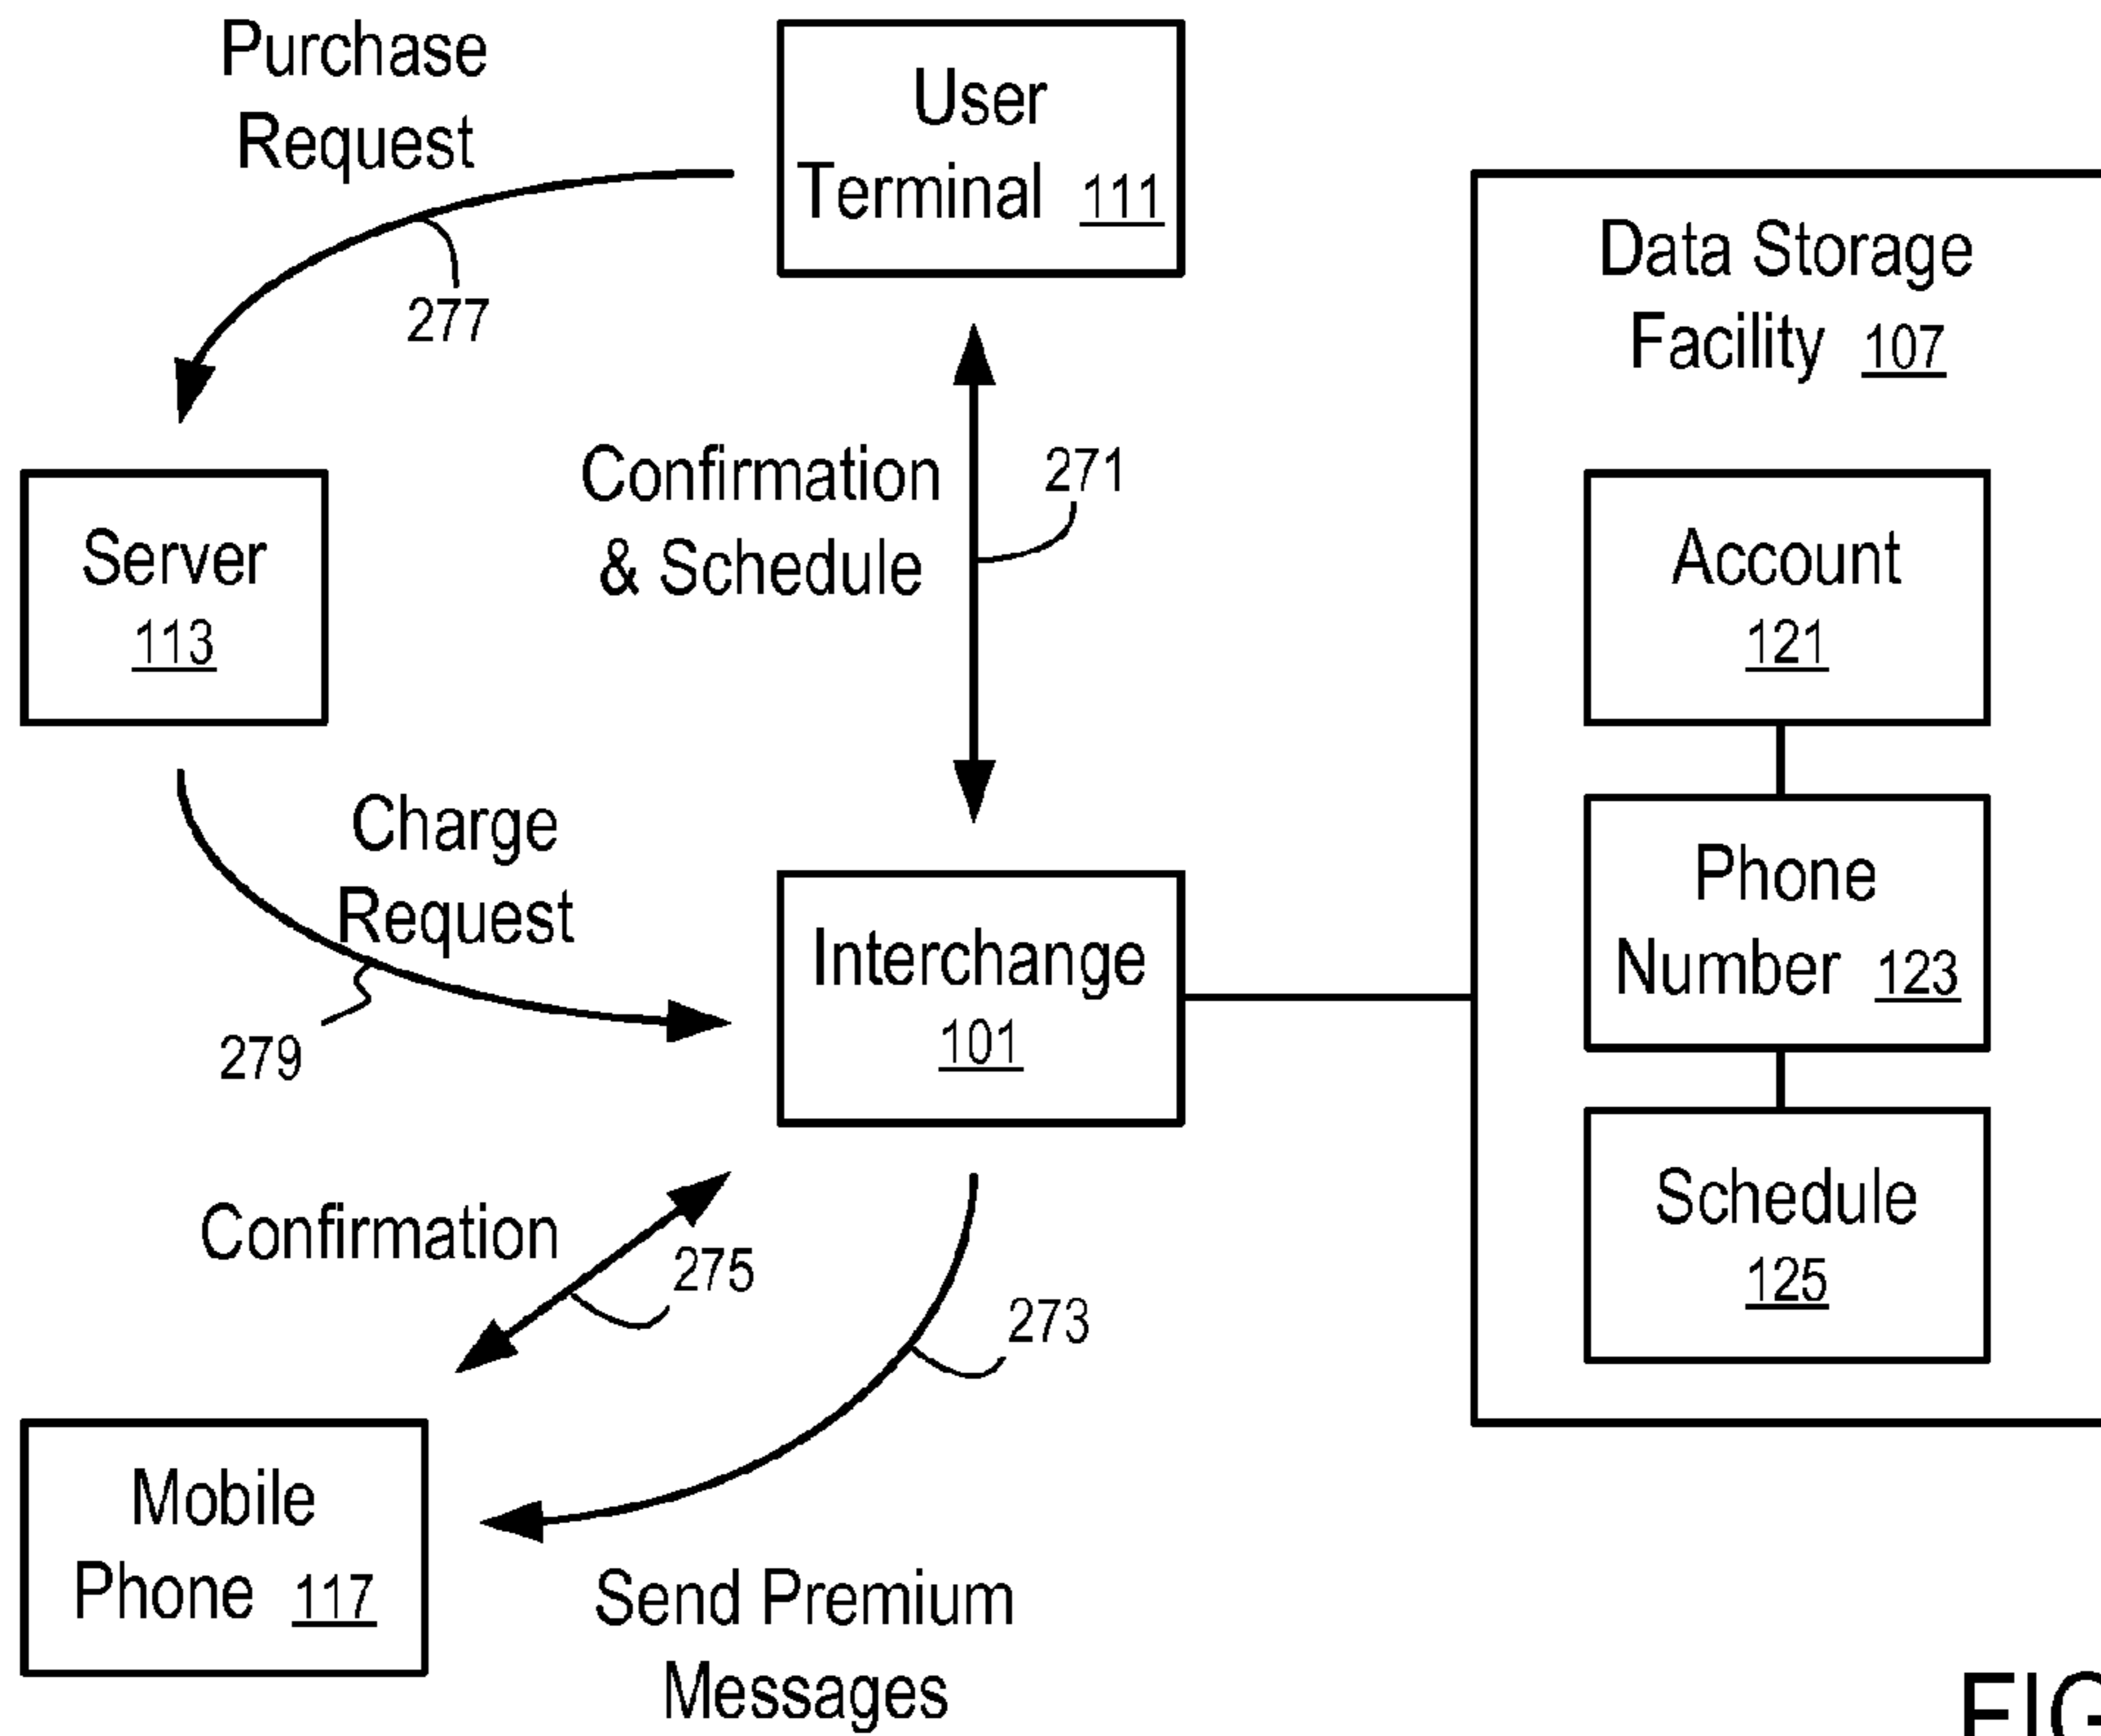 Purchase
Request
277
User
Terminal 111
Data Storage
Facility 107
Confirmation
& Schedule
271
Server
113
Account
121
Charge
Request
279
Interchange
101
Phone
Number 123
Confirmation
275
273
Schedule
125
Mobile
Phone 117
Send Premium
Messages